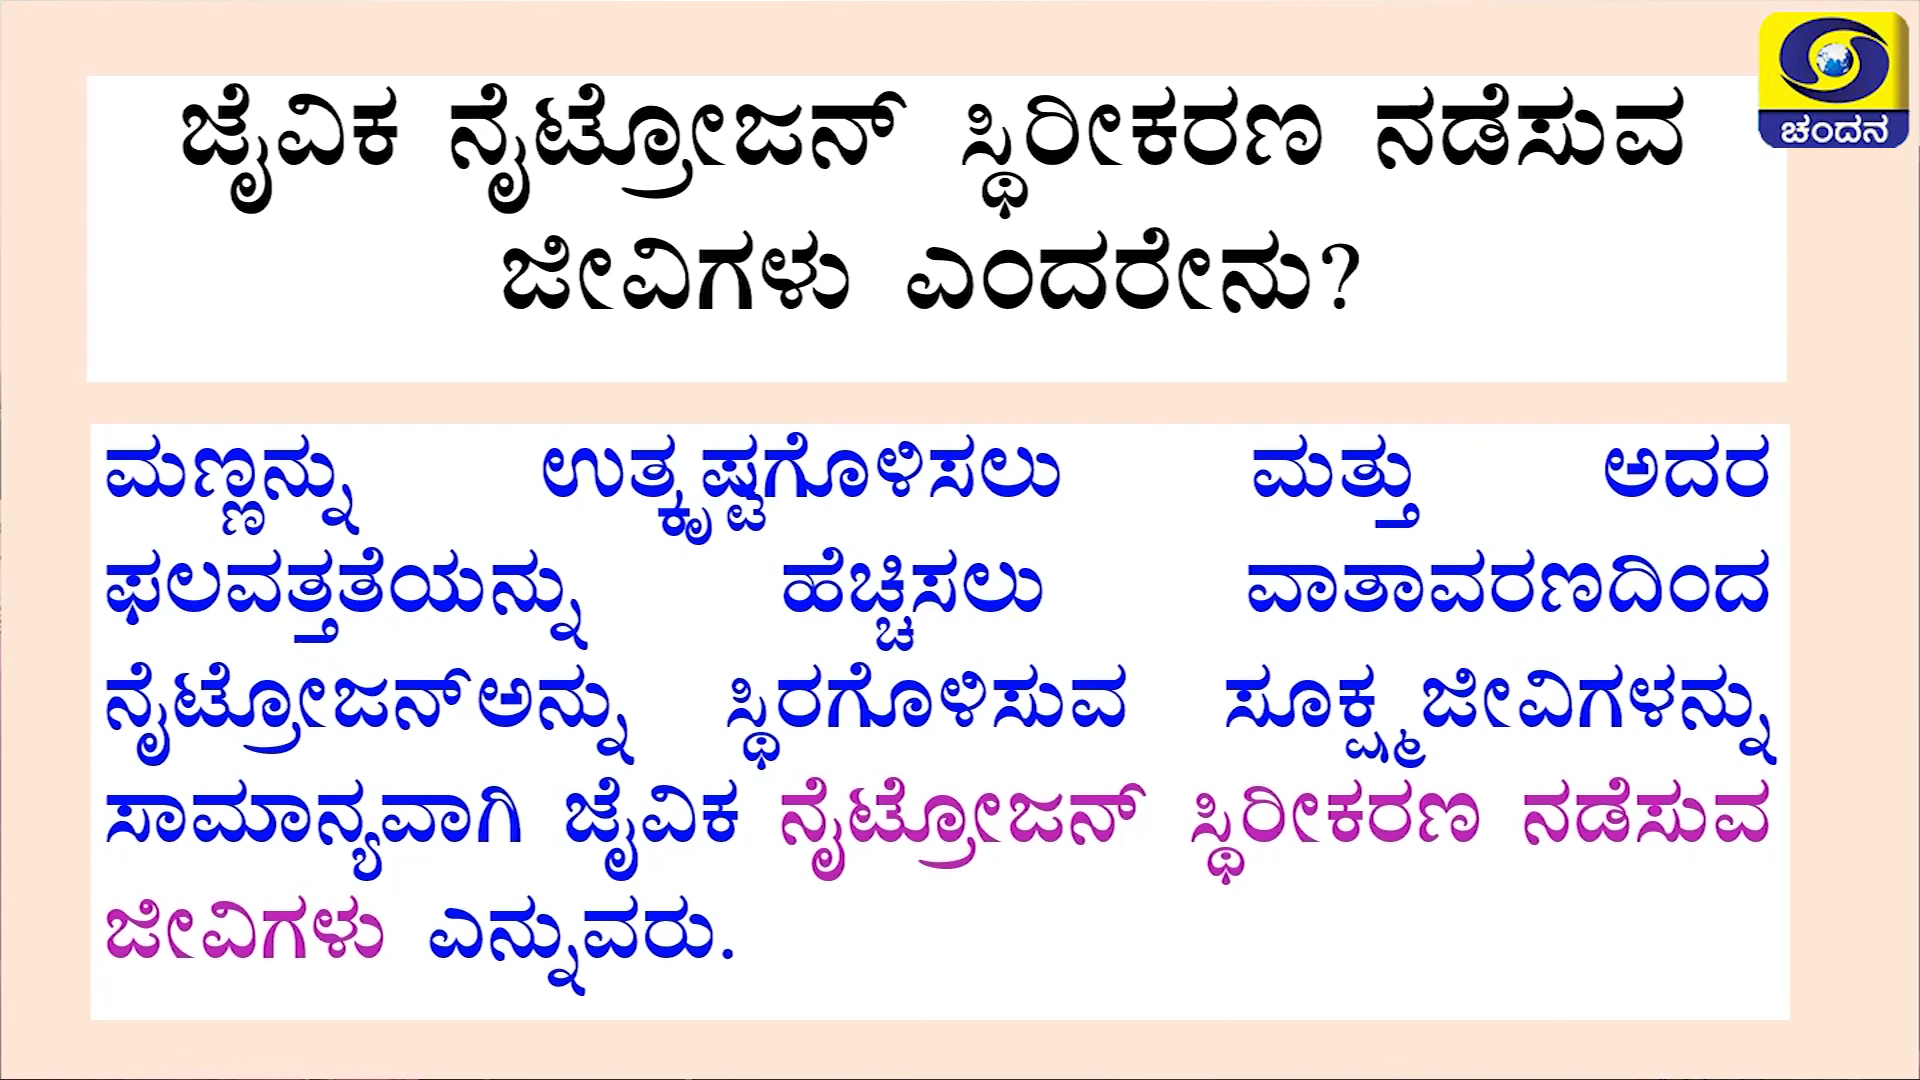 ಚಂದನ
ಜೈವಿಕ ನೈಟ್ರೋಜನ್ ಸ್ಥಿರೀಕರಣ ನಡೆಸುವ
ಜೀವಿಗಳು ಎಂದರೇನು?
ಮಣ್ಣನ್ನು ಉತ್ಕೃಷ್ಟಗೊಳಿಸಲು ಮತ್ತು ಅದರ
ಫಲವತ್ತತೆಯನ್ನು ಹೆಚ್ಚಿಸಲು ವಾತಾವರಣದಿಂದ
ನೈಟ್ರೋಜನ್‌ಅನ್ನು ಸ್ಥಿರಗೊಳಿಸುವ ಸೂಕ್ಷ್ಮಜೀವಿಗಳನ್ನು
ಸಾಮಾನ್ಯವಾಗಿ ಜೈವಿಕ ನೈಟ್ರೋಜನ್ ಸ್ಥಿರೀಕರಣ ನಡೆಸುವ
ಜೀವಿಗಳು ಎನ್ನುವರು.